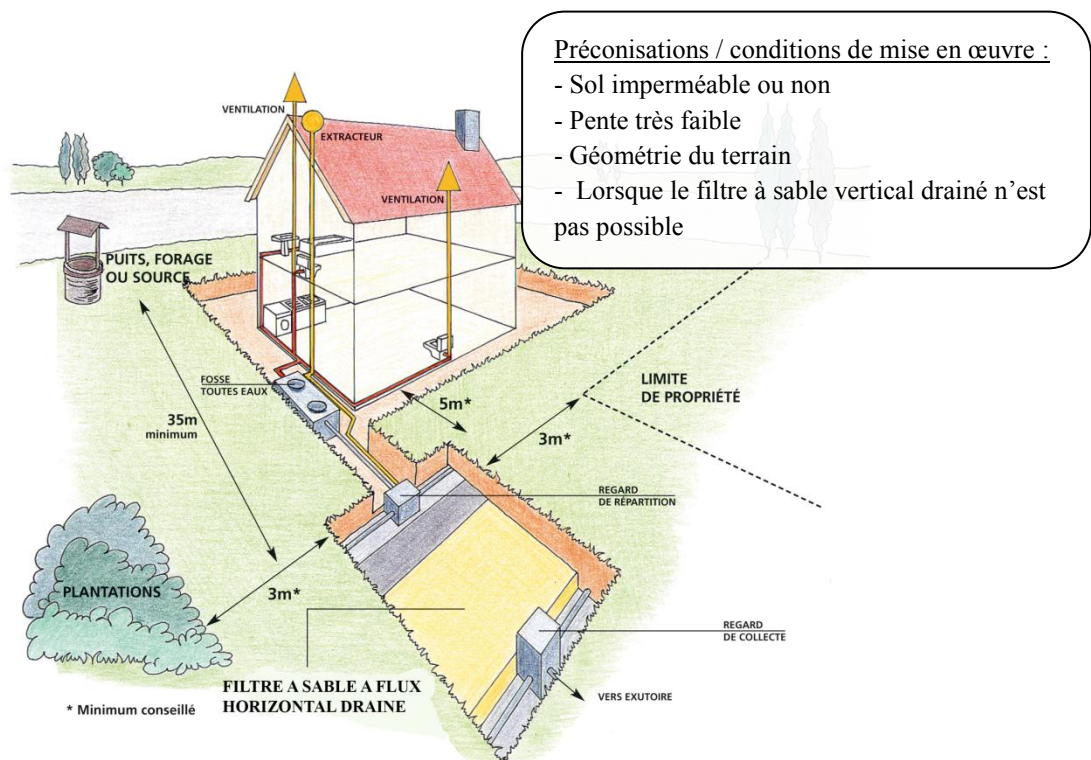 Préconisations / conditions de mise en œuvre :
- Sol imperméable ou non
- Pente très faible
- Géométrie du terrain
- Lorsque le filtre à sable vertical drainé n’est
pas possible
VENTILATION
EXTRACTEUR
VENTILATION
PUITS, FORAGE
OU SOURCE
FOSSE
TOUTES EAUX
35m
minimum
5m*
LIMITE
DE PROPRIÉTÉ
3m*
REGARD
DE RÉPARTITION
PLANTATIONS
3m*
REGARD
DE COLLECTE
FILTRE A SABLE A FLUX
HORIZONTAL DRAINE
VERS EXUTOIRE
* Minimum conseillé